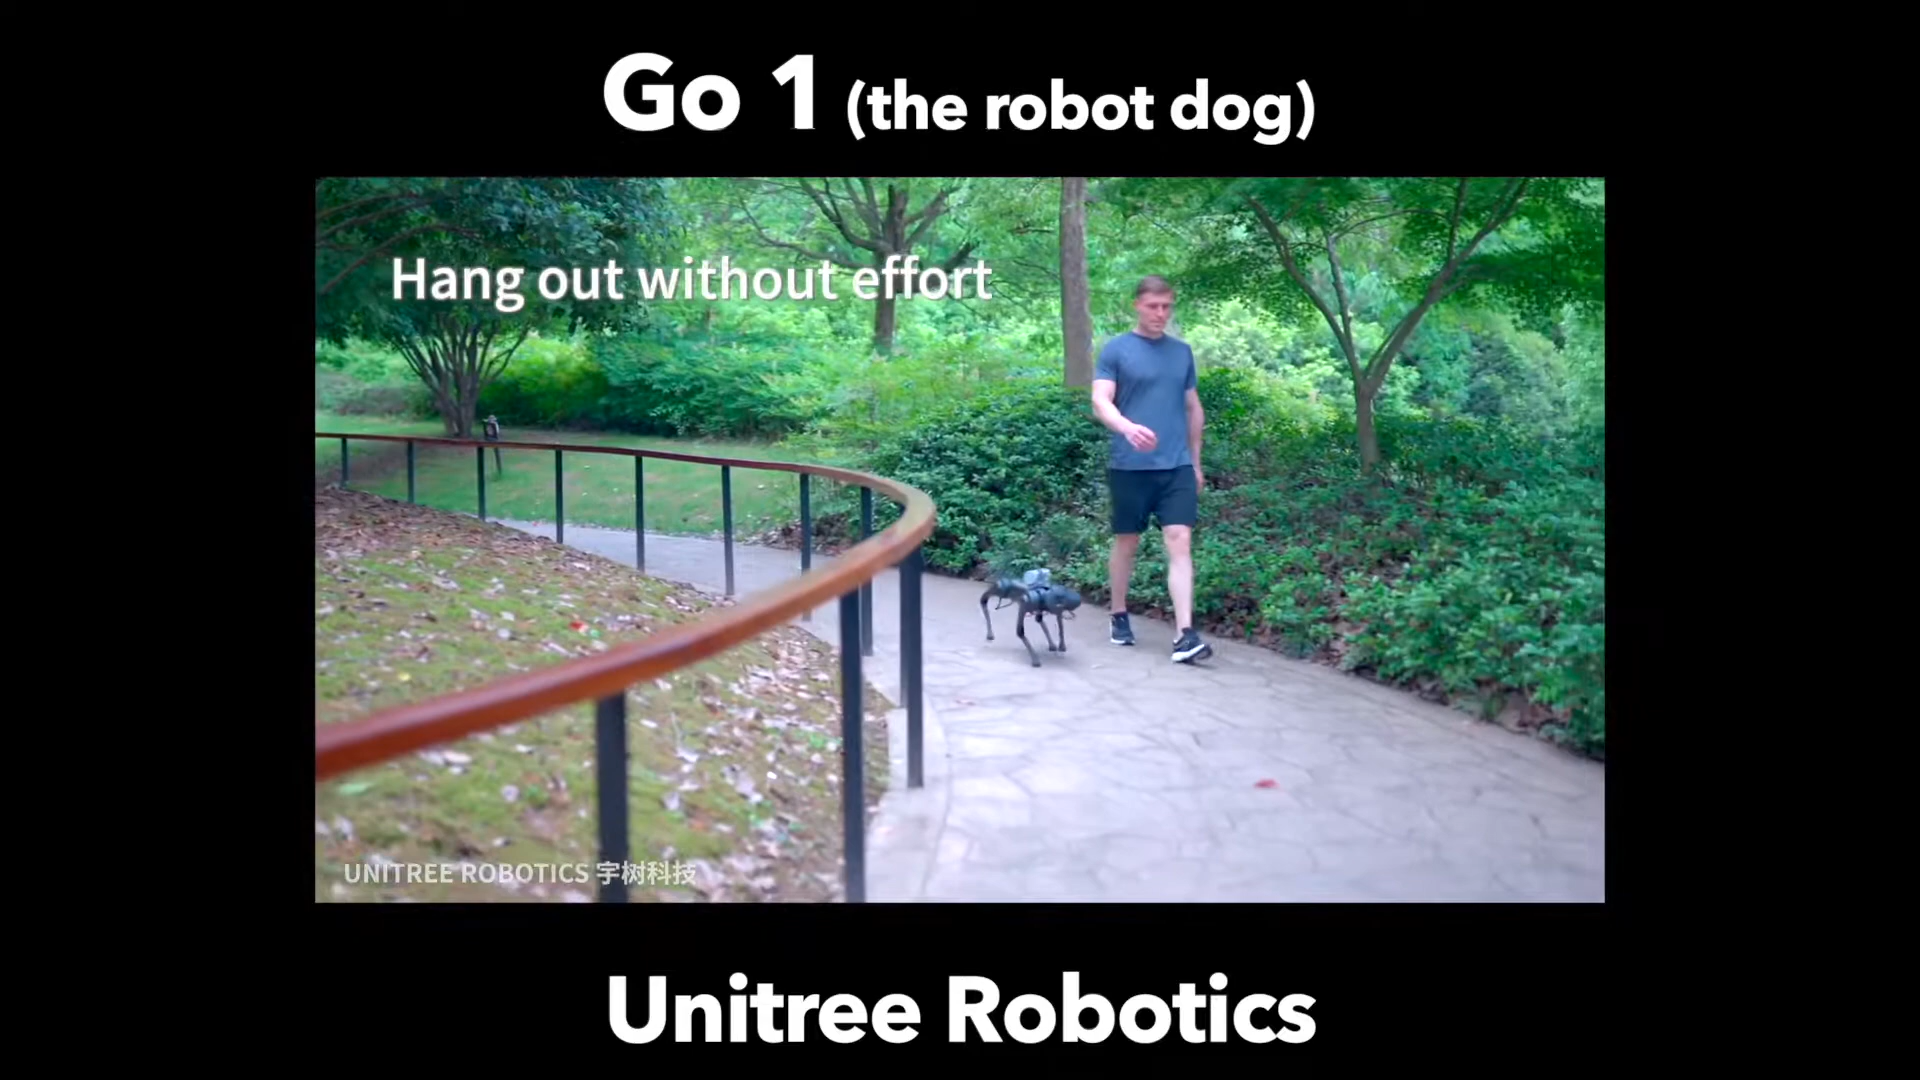 Go 1 (the robot dog)
Hang out without effort
UNITREE ROBOTICS 宇树科技
Unitree Robotics